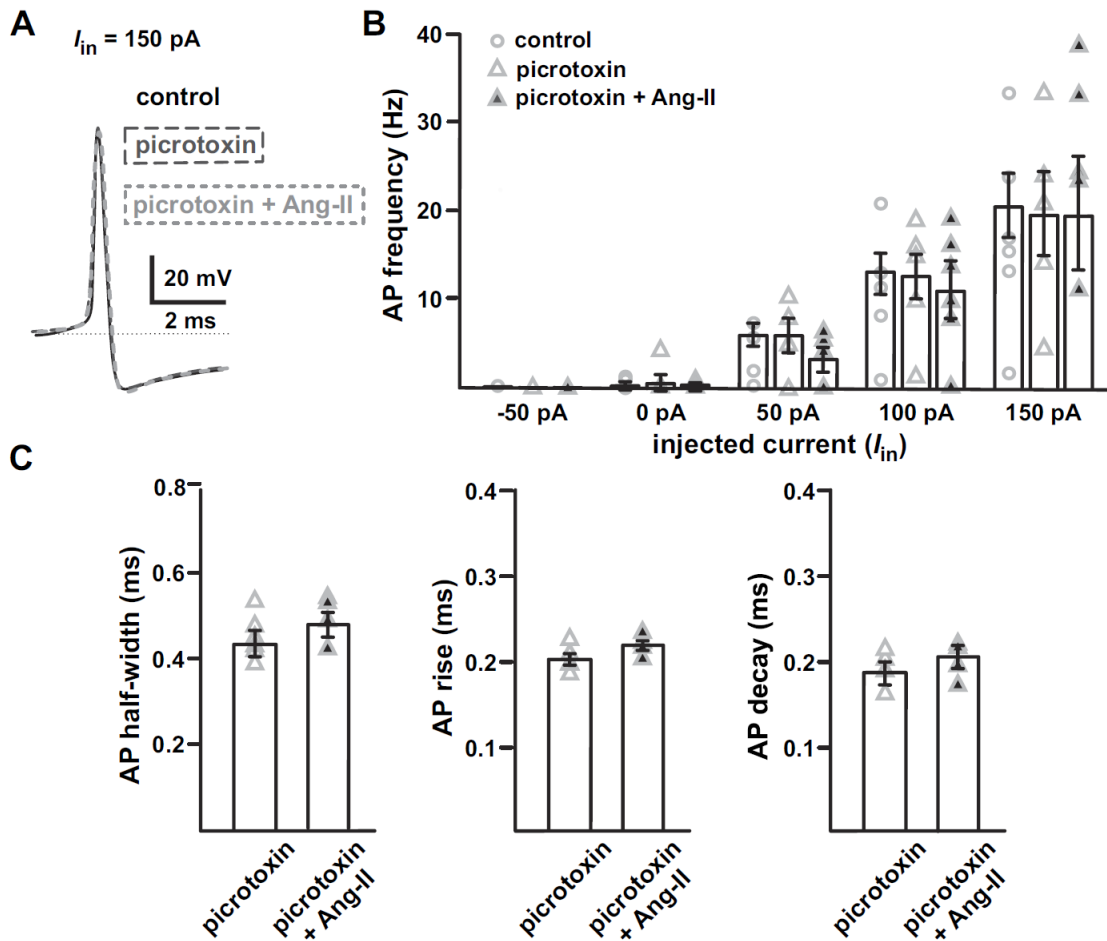 A
I in = 150 pA
control
picrotoxin
picrotoxin + Ang-II
20 mV
2 ms
B
control
picrotoxin
picrotoxin + Ang-II
AP frequency (Hz)
40
30
20
10
-50 pA 0 pA 50 pA 100 pA 150 pA
injected current (I in)
C
AP half-width (ms)
0.8
0.6
0.4
0.2
picrotoxin
picrotoxin
+ Ang-II
AP rise (ms)
0.4
0.3
0.2
0.1
picrotoxin
picrotoxin
+ Ang-II
AP decay (ms)
0.4
0.3
0.2
0.1
picrotoxin
picrotoxin
+ Ang-II